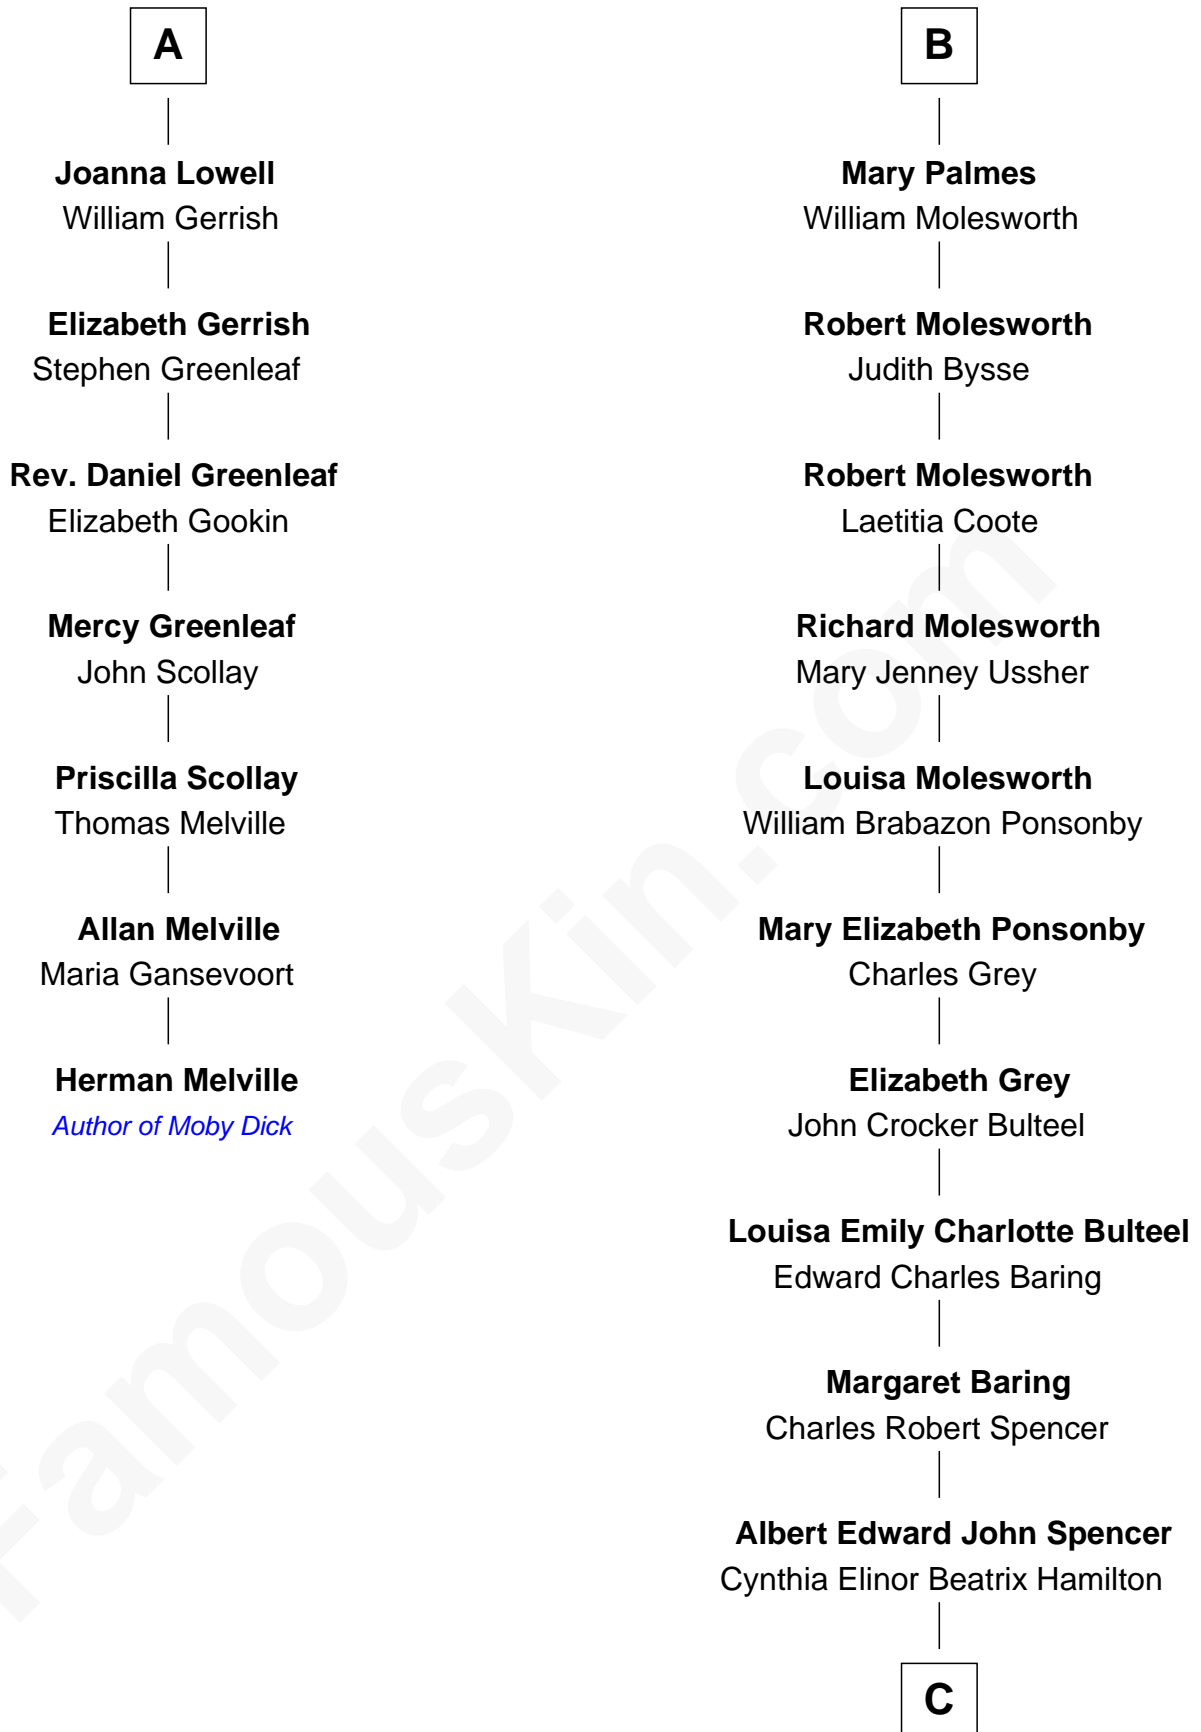 A
Joanna Lowell
William Gerrish
Elizabeth Gerrish
Stephen Greenleaf
Rev. Daniel Greenleaf
Elizabeth Gookin
Mercy Greenleaf
John Scollay
Priscilla Scollay
Thomas Melville
Allan Melville
Maria Gansevoort
Herman Melville
Author of Moby Dick
B
Mary Palmes
William Molesworth
Robert Molesworth
Judith Bysse
Robert Molesworth
Laetitia Coote
Richard Molesworth
Mary Jenney Ussher
Louisa Molesworth
William Brabazon Ponsonby
Mary Elizabeth Ponsonby
Charles Grey
Elizabeth Grey
John Crocker Bulteel
Louisa Emily Charlotte Bulteel
Edward Charles Baring
Margaret Baring
Charles Robert Spencer
Albert Edward John Spencer
Cynthia Elinor Beatrix Hamilton
C
FamousKin.com